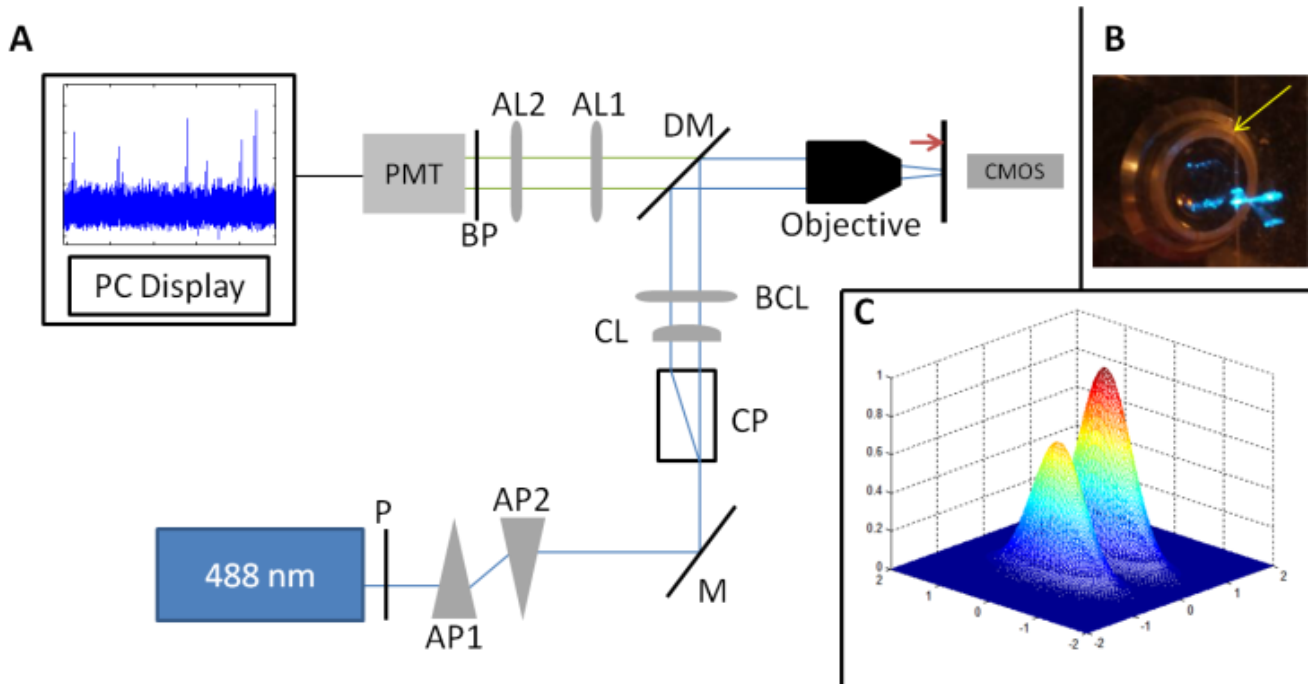 A
B
AL2
AL1
DM
PMT
BP
Objective
CMOS
PC Display
BCL
CL
CP
C
1
0.8
0.6
0.4
0.2
0
2
1
0
-1
-2
-2
-1
0
1
2
AP2
P
488 nm
AP1
M